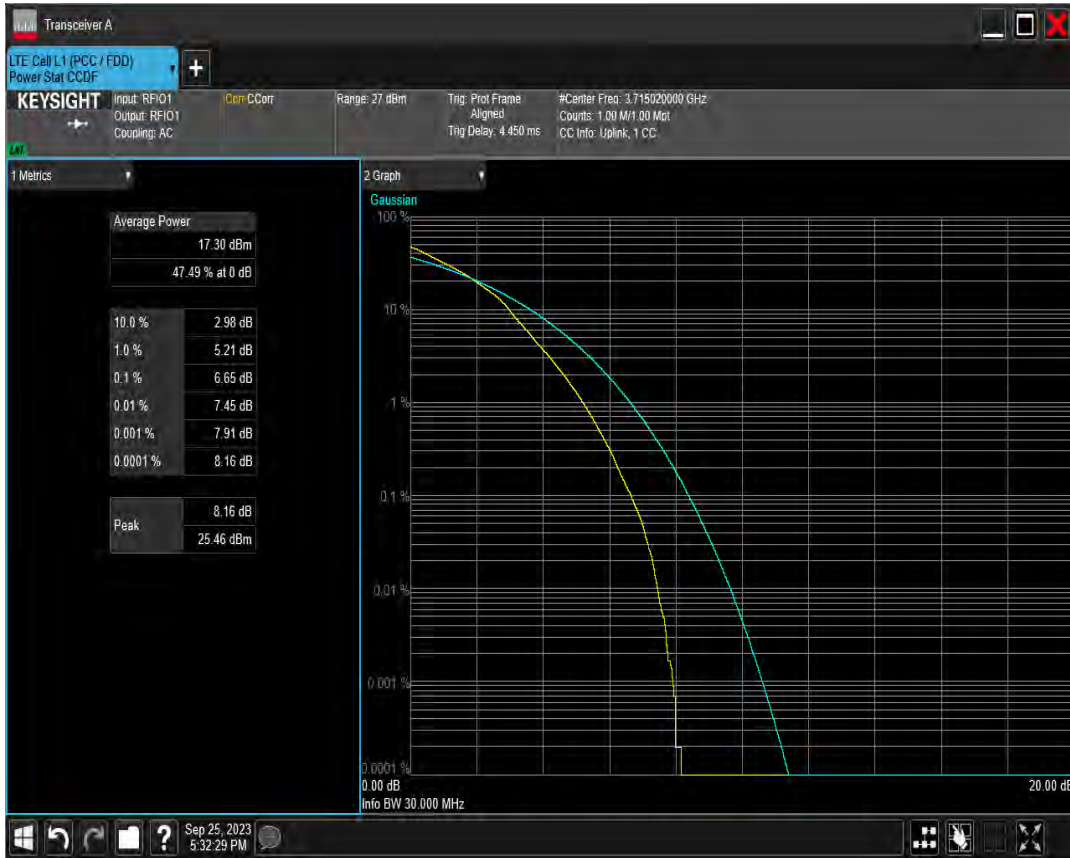 Transceiver A
LTE Cell L1 (PCC / FDD)
Power Stat CCDF
+
KEYSIGHT
Input: RFIO1
Output: RFIO1
Coupling: AC
Corr CCorr
Range: 27 dBm
Trig: Prot Frame
Aligned
Trig Delay: 4.450 ms
#Center Freq: 3.715020000 GHz
Counts: 1.00 M/1.00 Mpt
CC Info: Uplink, 1 CC
1 Metrics
Average Power
17.30 dBm
47.49 % at 0 dB
10.0 % 2.98 dB
1.0 % 5.21 dB
0.1 % 6.65 dB
0.01 % 7.45 dB
0.001 % 7.91 dB
0.0001 % 8.16 dB
Peak
8.16 dB
25.46 dBm
2 Graph
Gaussian
100 %
10 %
1 %
0.1 %
0.01 %
0.001 %
0.0001 %
0.00 dB 20.00 dB
Info BW 30.000 MHz
?
Sep 25, 2023
5:32:29 PM